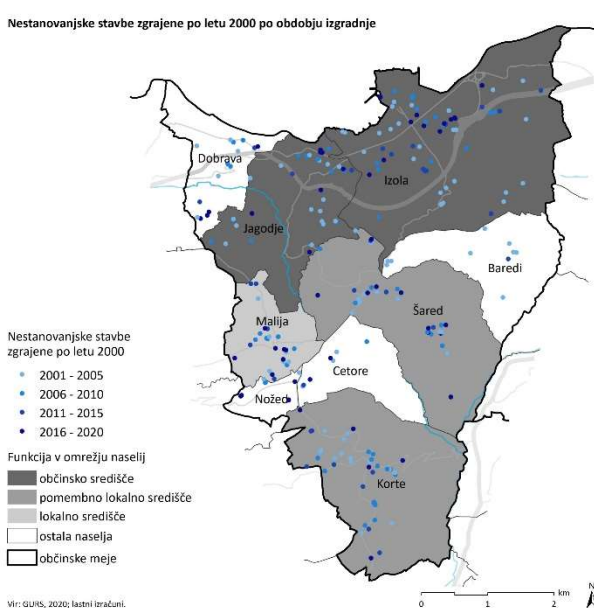 Nestanovanjske stavbe zgrajene po letu 2000 po obdobju izgradnje
Dobrava
Izola
Jagodje
Baredi
Malija
Šared
Cetore
Nožed
Korte
Nestanovanjske stavbe
zgrajene po letu 2000
2001 - 2005
2006 - 2010
2011 - 2015
2016 - 2020
Funkcija v omrežju naselij
občinsko središče
pomembno lokalno središče
lokalno središče
ostala naselja
občinske meje
Vir: GURS, 2020; lastni izračuni.
0 1 2 km
N